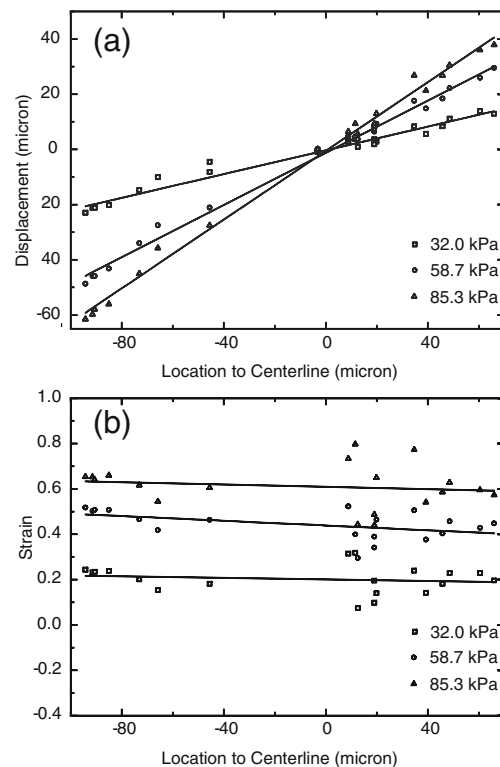 (a)
Displacement (micron)
40
20
0
20
40
-60
32.0 kPa
58.7 kPa
85.3 kPa
-80 -40 0 40
Location to Centerline (micron)
(b)
Strain
1.0
0.8
0.6
0.4
0.2
0.0
-0.2
-0.4
32.0 kPa
58.7 kPa
85.3 kPa
-80 -40 0 40
Location to Centerline (micron)